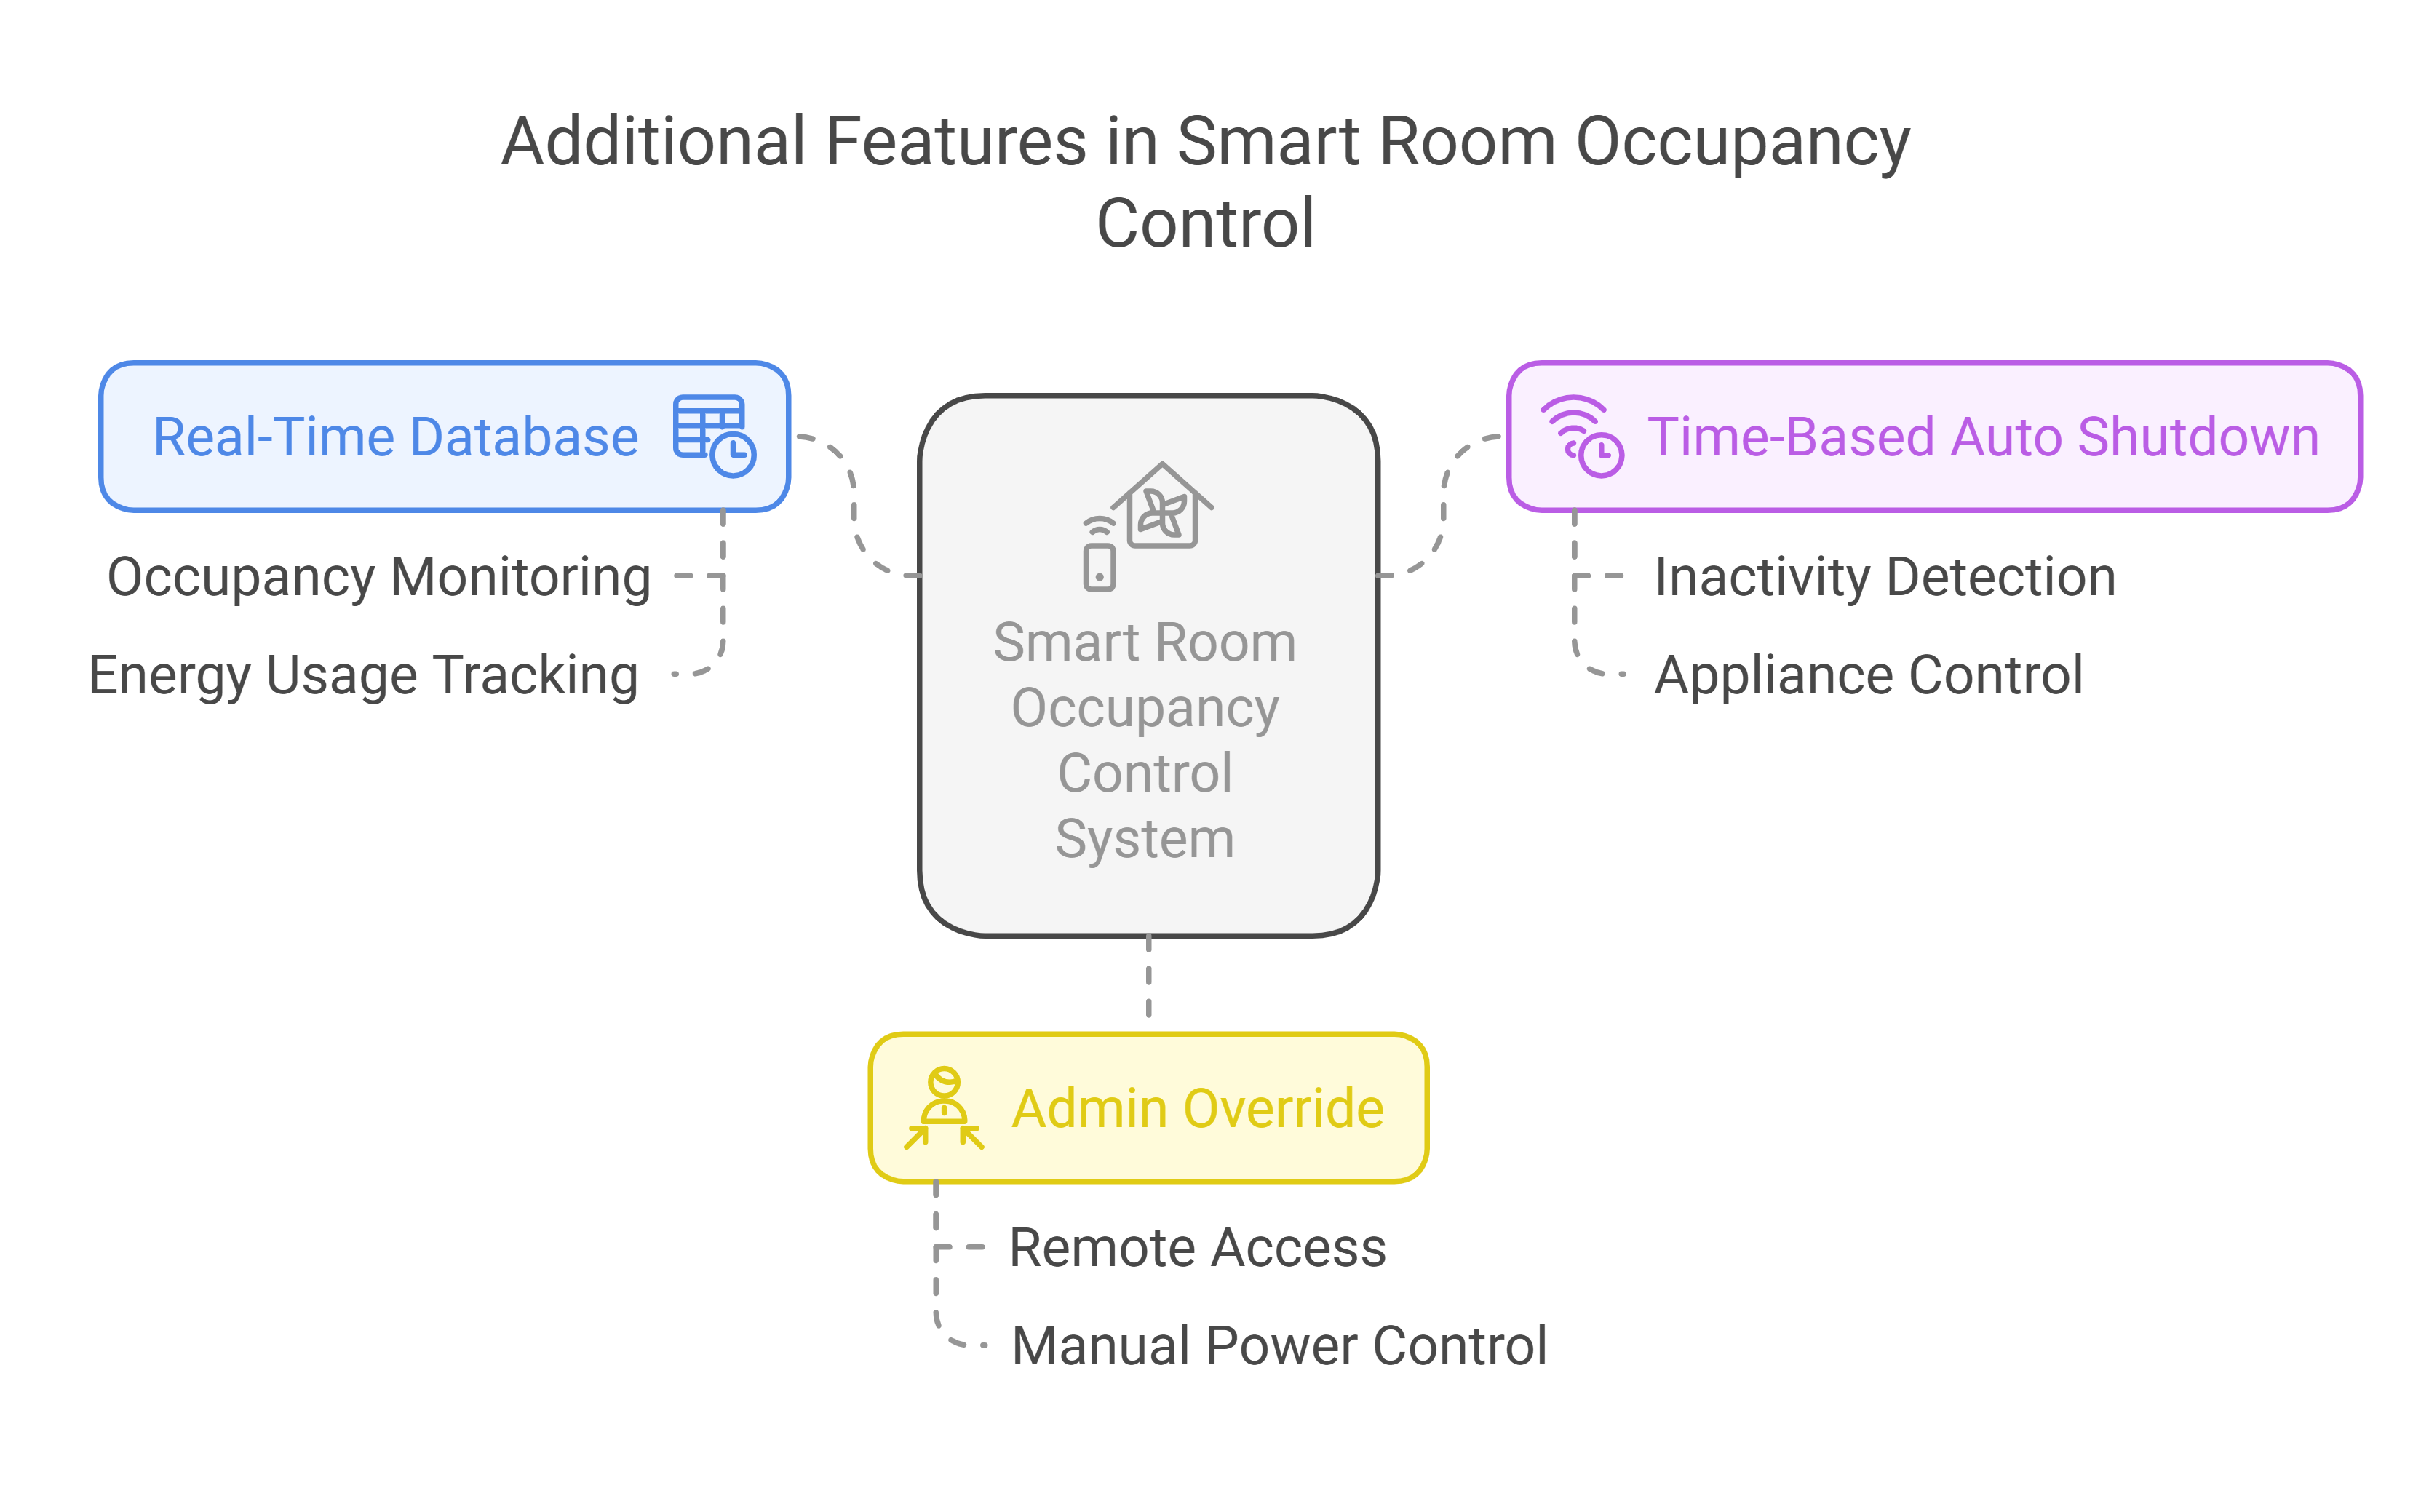 Additional Features in Smart Room Occupancy
Control
Real-Time Database
Occupancy Monitoring
Energy Usage Tracking
Smart Room
Occupancy
Control
System
Time-Based Auto Shutdown
Inactivity Detection
Appliance Control
Admin Override
Remote Access
Manual Power Control